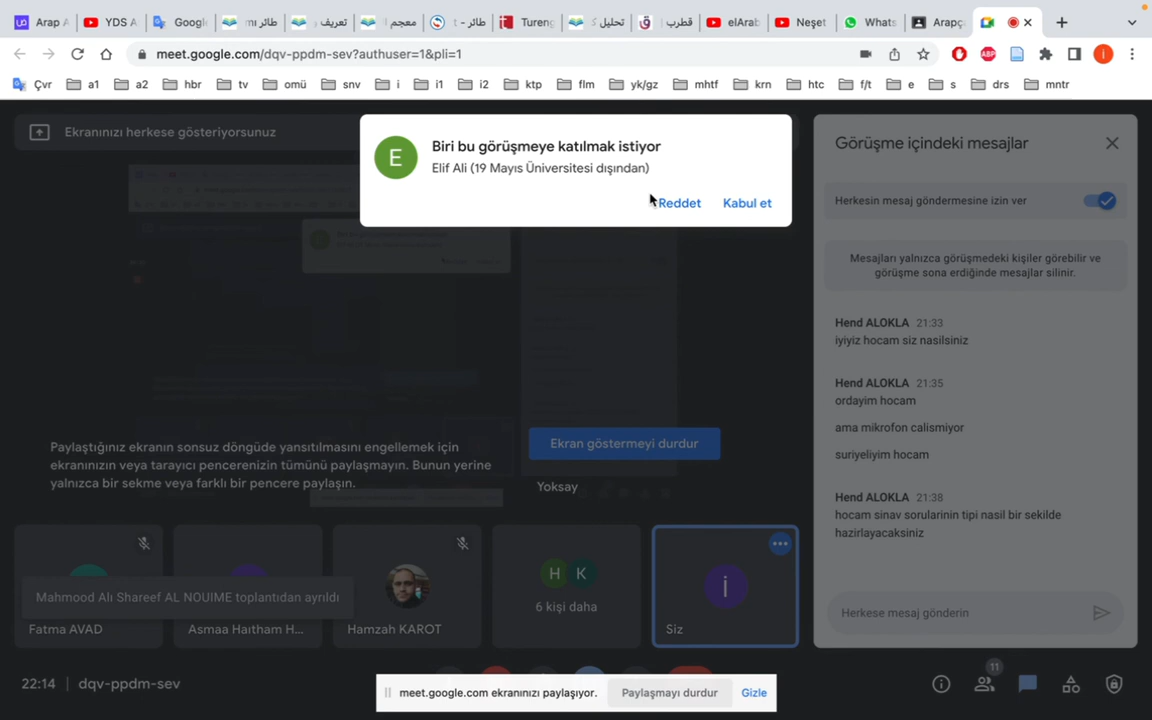 Arap A
YDS A
Googl
طائر ımı
تعريف
معجم
طائر - t
Tureng
تحليل ك
قطرب
elArab
Neşet
Whats
Arapça
meet.google.com/dqv-ppdm-sev?authuser=1&pli=1
Çvr a1 a2 hbr tv omü snv i i1 i2 ktp flm yk/gz mhtf krn htc f/t e s drs mntr
Ekranınızı herkese gösteriyorsunuz
E
Biri bu görüşmeye katılmak istiyor
Elif Ali (19 Mayıs Üniversitesi dışından)
Reddet Kabul et
Paylaştığınız ekranın sonsuz döngüde yansıtılmasını engellemek için
ekranınızın veya tarayıcı pencerenizin tümünü paylaşmayın. Bunun yerine
yalnızca bir sekme veya farklı bir pencere paylaşın.
Ekran göstermeyi durdur
Yoksay
Mahmood Alı Shareef AL NOUIME toplantıdan ayrıldı
Fatma AVAD
Asmaa Haıtham H...
Hamzah KAROT
H K
6 kişi daha
i
Siz
Görüşme içindeki mesajlar
Herkesin mesaj göndermesine izin ver
Mesajları yalnızca görüşmedeki kişiler görebilir ve
görüşme sona erdiğinde mesajlar silinir.
Hend ALOKLA 21:33
iyiyiz hocam siz nasilsiniz
Hend ALOKLA 21:35
ordayim hocam
ama mikrofon calismiyor
suriyeliyim hocam
Hend ALOKLA 21:38
hocam sinav sorularinin tipi nasil bir sekilde
hazirlayacaksiniz
Herkese mesaj gönderin
22:14 | dqv-ppdm-sev
meet.google.com ekranınızı paylaşıyor.
Paylaşmayı durdur
Gizle
11